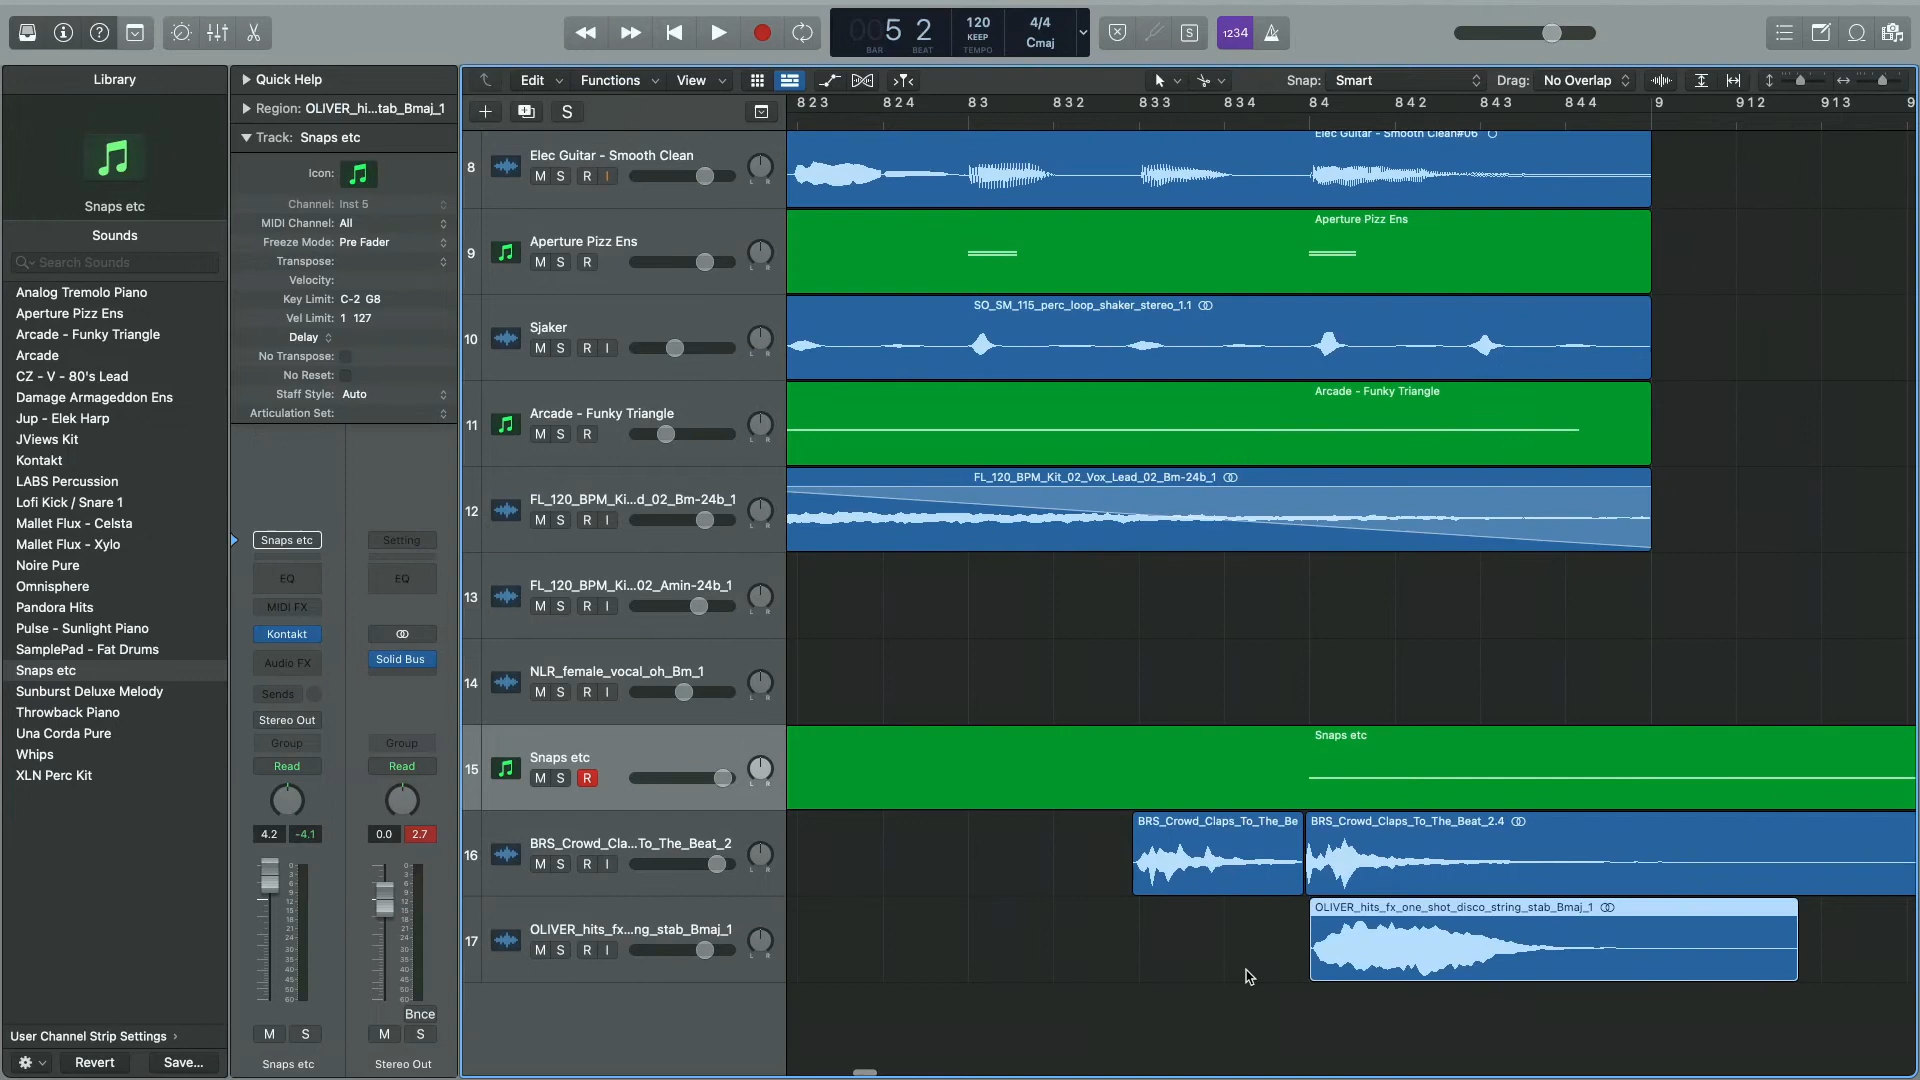 5 2
BAR BEAT
120
KEEP
TEMPO
4/4
Cmaj
S
1234
Library
Snaps etc
Sounds
Search Sounds
Analog Tremolo Piano
Aperture Pizz Ens
Arcade - Funky Triangle
Arcade
CZ - V - 80's Lead
Damage Armageddon Ens
Jup - Elek Harp
JViews Kit
Kontakt
LABS Percussion
Lofi Kick / Snare 1
Mallet Flux - Celsta
Mallet Flux - Xylo
Noire Pure
Omnisphere
Pandora Hits
Pulse - Sunlight Piano
SamplePad - Fat Drums
Snaps etc
Sunburst Deluxe Melody
Throwback Piano
Una Corda Pure
Whips
XLN Perc Kit
User Channel Strip Settings
Revert
Save...
Quick Help
Region: OLIVER_hi...tab_Bmaj_1
Track: Snaps etc
Icon:
Channel: Inst 5
MIDI Channel: All
Freeze Mode: Pre Fader
Transpose:
Velocity:
Key Limit: C-2 G8
Vel Limit: 1 127
Delay
No Transpose:
No Reset:
Staff Style: Auto
Articulation Set:
Snaps etc
EQ
MIDI FX
Kontakt
Audio FX
Sends
Stereo Out
Group
Read
4.2 -4.1
M S
Snaps etc
Setting
EQ
Solid Bus
Group
Read
0.0 2.7
Bnce
M S
Stereo Out
Edit Functions View
Snap: Smart
Drag: No Overlap
S
8 2 3 8 2 4 8 3 8 3 2 8 3 3 8 3 4 8 4 8 4 2 8 4 3 8 4 4 9 9 1 2 9 1 3 9
8 Elec Guitar - Smooth Clean
M S R I
Elec Guitar - Smooth Clean#06
9 Aperture Pizz Ens
M S R
Aperture Pizz Ens
10 Sjaker
M S R I
SO_SM_115_perc_loop_shaker_stereo_1.1
11 Arcade - Funky Triangle
M S R
Arcade - Funky Triangle
12 FL_120_BPM_Ki...d_02_Bm-24b_1
M S R I
FL_120_BPM_Kit_02_Vox_Lead_02_Bm-24b_1
13 FL_120_BPM_Ki...02_Amin-24b_1
M S R I
14 NLR_female_vocal_oh_Bm_1
M S R I
15 Snaps etc
M S R
Snaps etc
16 BRS_Crowd_Cla...To_The_Beat_2
M S R I
BRS_Crowd_Claps_To_The_Be
BRS_Crowd_Claps_To_The_Beat_2.4
17 OLIVER_hits_fx...ng_stab_Bmaj_1
M S R I
OLIVER_hits_fx_one_shot_disco_string_stab_Bmaj_1